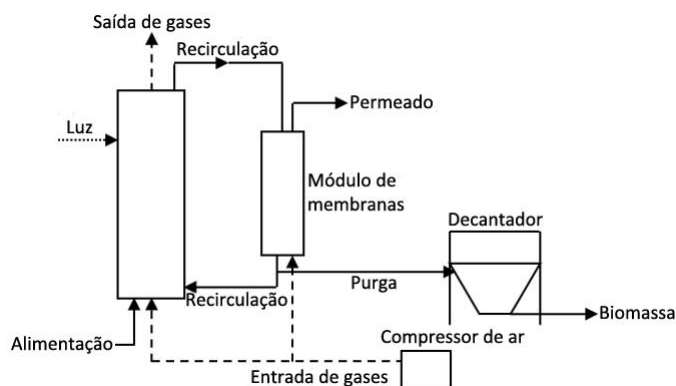 Saída de gases
Recirculação
Permeado
Luz
Módulo de
membranas
Decantador
Recirculação
Purga
Biomassa
Alimentação
Compressor de ar
Entrada de gases